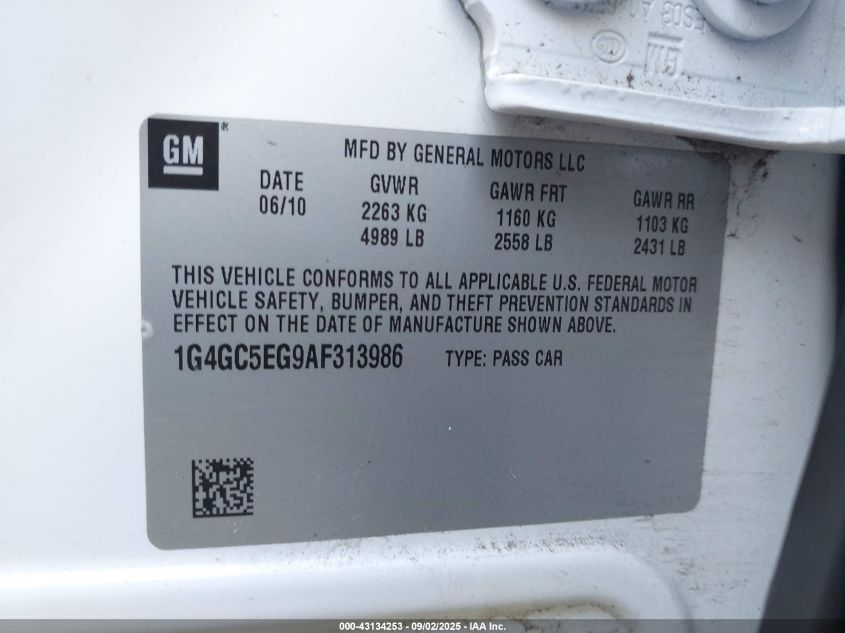 GM®
MFD BY GENERAL MOTORS LLC
DATE GVWR GAWR FRT GAWR RR
06/10 2263 KG 1160 KG 1103 KG
4989 LB 2558 LB 2431 LB
THIS VEHICLE CONFORMS TO ALL APPLICABLE U.S. FEDERAL MOTOR
VEHICLE SAFETY, BUMPER, AND THEFT PREVENTION STANDARDS IN
EFFECT ON THE DATE OF MANUFACTURE SHOWN ABOVE.
1G4GC5EG9AF313986 TYPE: PASS CAR
000-43134253 - 09/02/2025 - IAA Inc.